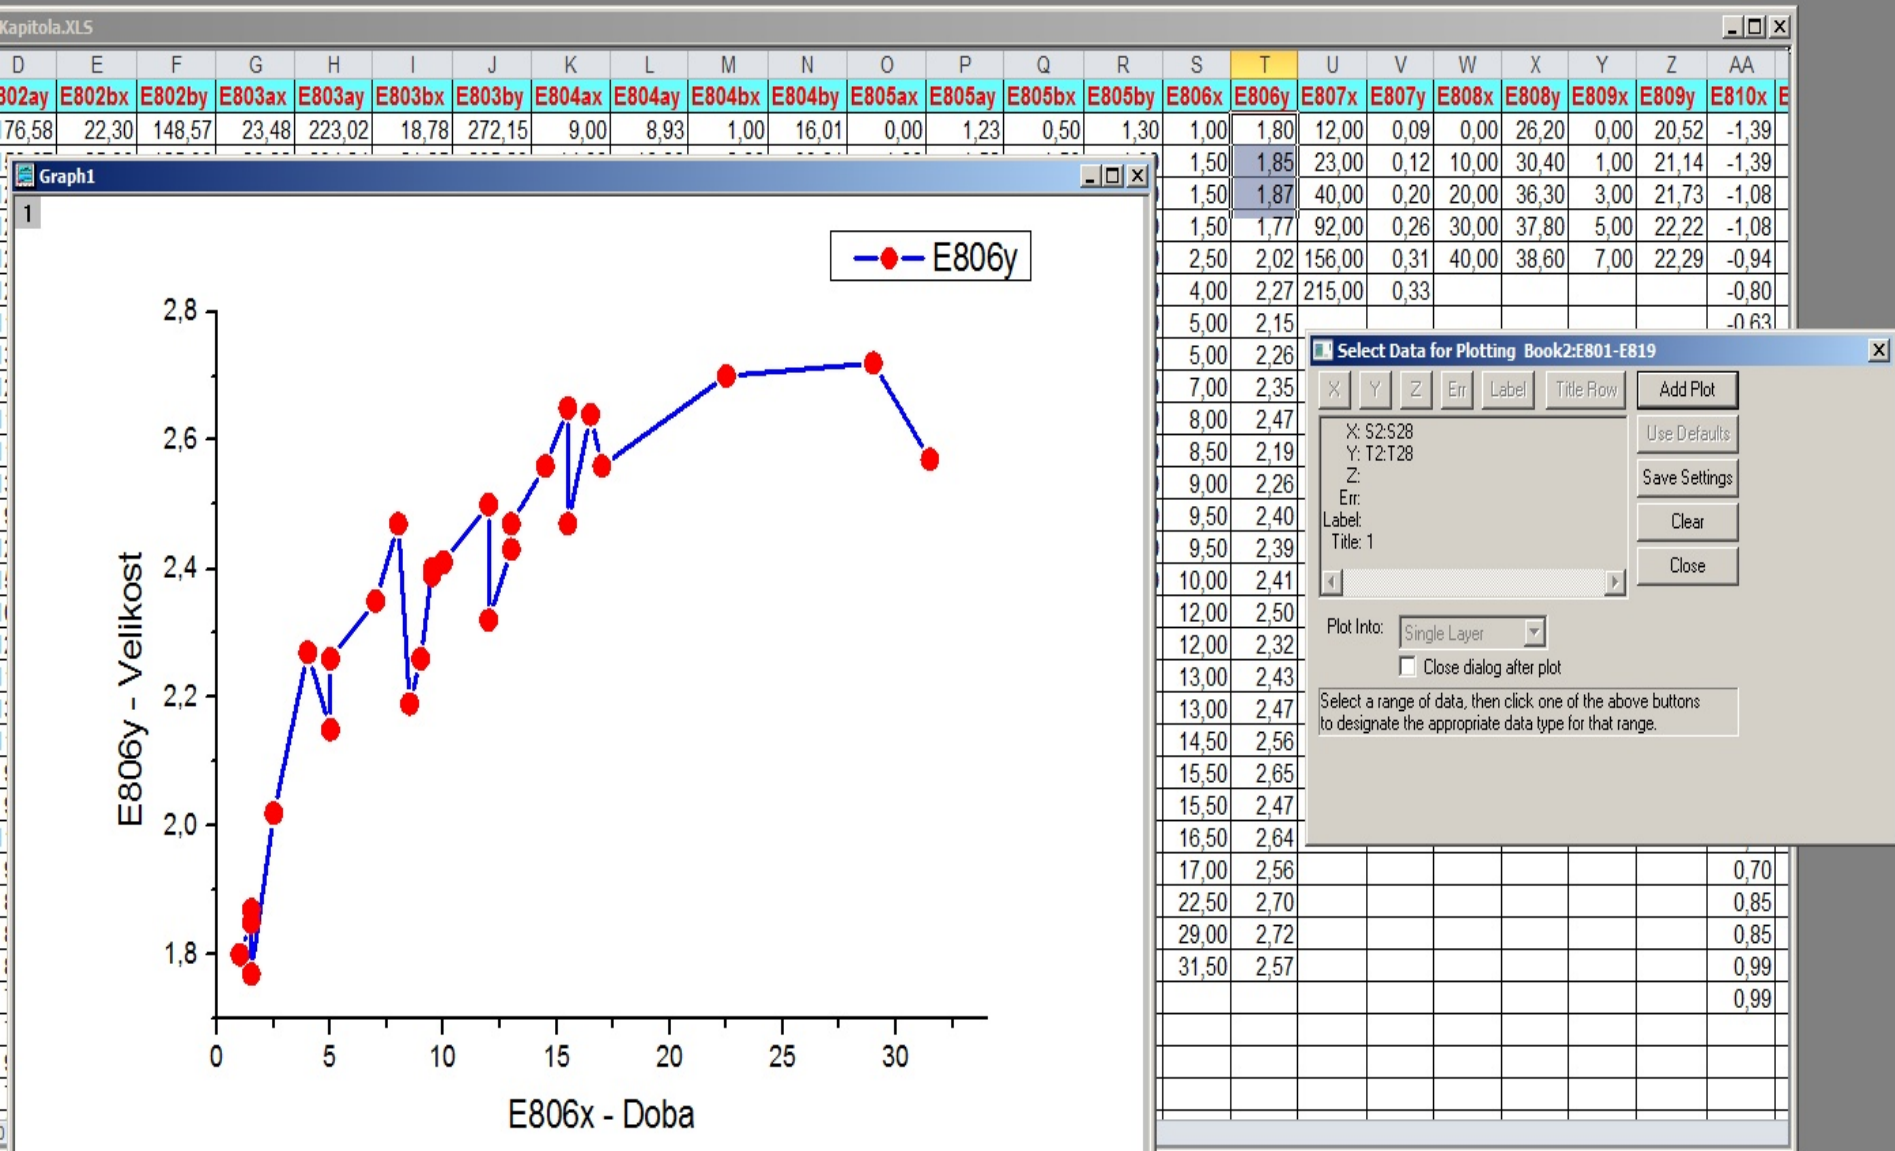 Kapitola.XLS
D E F G H I J K L M N O P Q R S T U V W X Y Z AA
802ay E802bx E802by E803ax E803ay E803bx E803by E804ax E804ay E804bx E804by E805ax E805ay E805bx E805by E806x E806y E807x E807y E808x E808y E809x E809y E810x E
176,58 22,30 148,57 23,48 223,02 18,78 272,15 9,00 8,93 1,00 16,01 0,00 1,23 0,50 1,30 1,00 1,80 12,00 0,09 0,00 26,20 0,00 20,52 -1,39
1,50 1,85 23,00 0,12 10,00 30,40 1,00 21,14 -1,39
1,50 1,87 40,00 0,20 20,00 36,30 3,00 21,73 -1,08
1,50 1,77 92,00 0,26 30,00 37,80 5,00 22,22 -1,08
2,50 2,02 156,00 0,31 40,00 38,60 7,00 22,29 -0,94
4,00 2,27 215,00 0,33 -0,80
5,00 2,15 -0,63
5,00 2,26
7,00 2,35
8,00 2,47
8,50 2,19
9,00 2,26
9,50 2,40
9,50 2,39
10,00 2,41
12,00 2,50
12,00 2,32
13,00 2,43
13,00 2,47
14,50 2,56
15,50 2,65
15,50 2,47
16,50 2,64
17,00 2,56 0,70
22,50 2,70 0,85
29,00 2,72 0,85
31,50 2,57 0,99
0,99
Graph1
1
E806y
2,8
2,6
2,4
2,2
2,0
1,8
E806y - Velikost
0 5 10 15 20 25 30
E806x - Doba
Select Data for Plotting Book2:E801-E819
X Y Z Err Label Title Row Add Plot
X: S2:S28
Y: T2:T28
Z:
Err:
Label:
Title: 1
Use Defaults
Save Settings
Clear
Close
Plot Into: Single Layer
Close dialog after plot
Select a range of data, then click one of the above buttons
to designate the appropriate data type for that range.